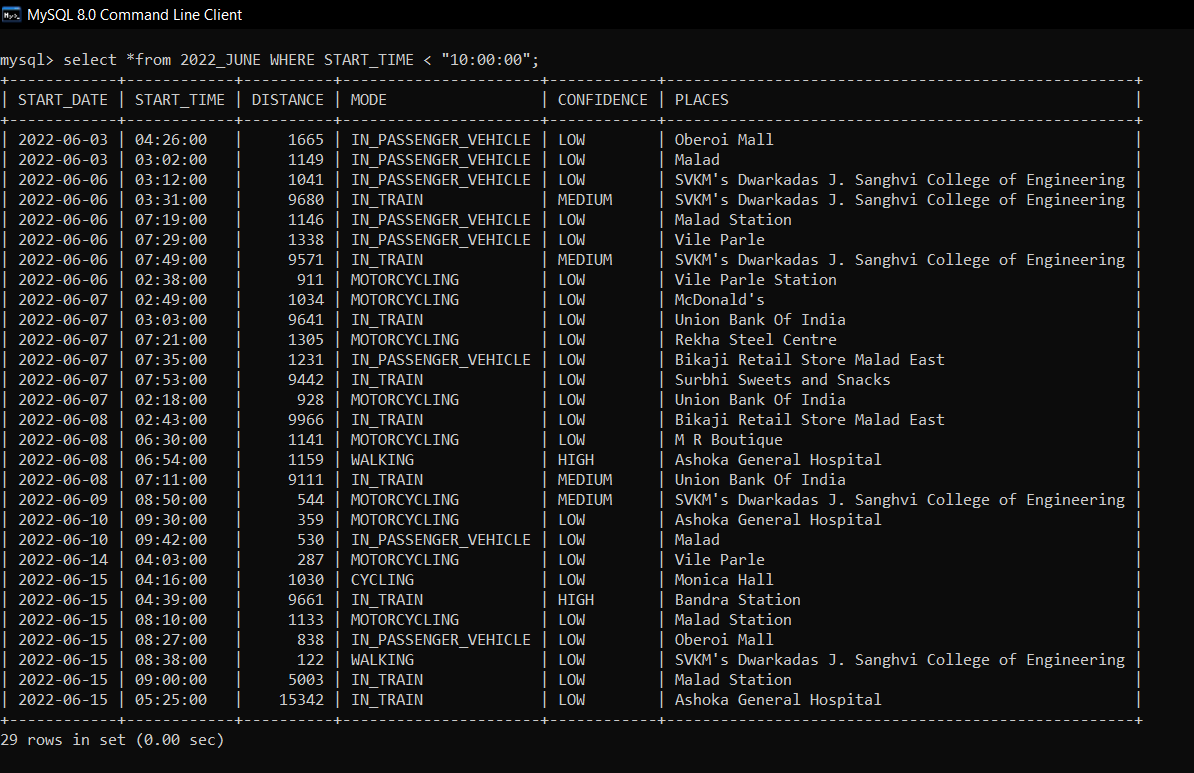 MySQL 8.0 Command Line Client
mysql> select *from 2022_JUNE WHERE START_TIME < "10:00:00";
+------------+------------+----------+----------------------+------------+----------------------------------------------------+
| START_DATE | START_TIME | DISTANCE | MODE                 | CONFIDENCE | PLACES                                             |
+------------+------------+----------+----------------------+------------+----------------------------------------------------+
| 2022-06-03 | 04:26:00   |     1665 | IN_PASSENGER_VEHICLE | LOW        | Oberoi Mall                                        |
| 2022-06-03 | 03:02:00   |     1149 | IN_PASSENGER_VEHICLE | LOW        | Malad                                              |
| 2022-06-06 | 03:12:00   |     1041 | IN_PASSENGER_VEHICLE | LOW        | SVKM's Dwarkadas J. Sanghvi College of Engineering |
| 2022-06-06 | 03:31:00   |     9680 | IN_TRAIN             | MEDIUM     | SVKM's Dwarkadas J. Sanghvi College of Engineering |
| 2022-06-06 | 07:19:00   |     1146 | IN_PASSENGER_VEHICLE | LOW        | Malad Station                                      |
| 2022-06-06 | 07:29:00   |     1338 | IN_PASSENGER_VEHICLE | LOW        | Vile Parle                                         |
| 2022-06-06 | 07:49:00   |     9571 | IN_TRAIN             | MEDIUM     | SVKM's Dwarkadas J. Sanghvi College of Engineering |
| 2022-06-06 | 02:38:00   |      911 | MOTORCYCLING         | LOW        | Vile Parle Station                                 |
| 2022-06-07 | 02:49:00   |     1034 | MOTORCYCLING         | LOW        | McDonald's                                         |
| 2022-06-07 | 03:03:00   |     9641 | IN_TRAIN             | LOW        | Union Bank Of India                                |
| 2022-06-07 | 07:21:00   |     1305 | MOTORCYCLING         | LOW        | Rekha Steel Centre                                 |
| 2022-06-07 | 07:35:00   |     1231 | IN_PASSENGER_VEHICLE | LOW        | Bikaji Retail Store Malad East                     |
| 2022-06-07 | 07:53:00   |     9442 | IN_TRAIN             | LOW        | Surbhi Sweets and Snacks                           |
| 2022-06-07 | 02:18:00   |      928 | MOTORCYCLING         | LOW        | Union Bank Of India                                |
| 2022-06-08 | 02:43:00   |     9966 | IN_TRAIN             | LOW        | Bikaji Retail Store Malad East                     |
| 2022-06-08 | 06:30:00   |     1141 | MOTORCYCLING         | LOW        | M R Boutique                                       |
| 2022-06-08 | 06:54:00   |     1159 | WALKING              | HIGH       | Ashoka General Hospital                            |
| 2022-06-08 | 07:11:00   |     9111 | IN_TRAIN             | MEDIUM     | Union Bank Of India                                |
| 2022-06-09 | 08:50:00   |      544 | MOTORCYCLING         | MEDIUM     | SVKM's Dwarkadas J. Sanghvi College of Engineering |
| 2022-06-10 | 09:30:00   |      359 | MOTORCYCLING         | LOW        | Ashoka General Hospital                            |
| 2022-06-10 | 09:42:00   |      530 | IN_PASSENGER_VEHICLE | LOW        | Malad                                              |
| 2022-06-14 | 04:03:00   |      287 | MOTORCYCLING         | LOW        | Vile Parle                                         |
| 2022-06-15 | 04:16:00   |     1030 | CYCLING              | LOW        | Monica Hall                                        |
| 2022-06-15 | 04:39:00   |     9661 | IN_TRAIN             | HIGH       | Bandra Station                                     |
| 2022-06-15 | 08:10:00   |     1133 | MOTORCYCLING         | LOW        | Malad Station                                      |
| 2022-06-15 | 08:27:00   |      838 | IN_PASSENGER_VEHICLE | LOW        | Oberoi Mall                                        |
| 2022-06-15 | 08:38:00   |      122 | WALKING              | LOW        | SVKM's Dwarkadas J. Sanghvi College of Engineering |
| 2022-06-15 | 09:00:00   |     5003 | IN_TRAIN             | LOW        | Malad Station                                      |
| 2022-06-15 | 05:25:00   |    15342 | IN_TRAIN             | LOW        | Ashoka General Hospital                            |
+------------+------------+----------+----------------------+------------+----------------------------------------------------+
29 rows in set (0.00 sec)